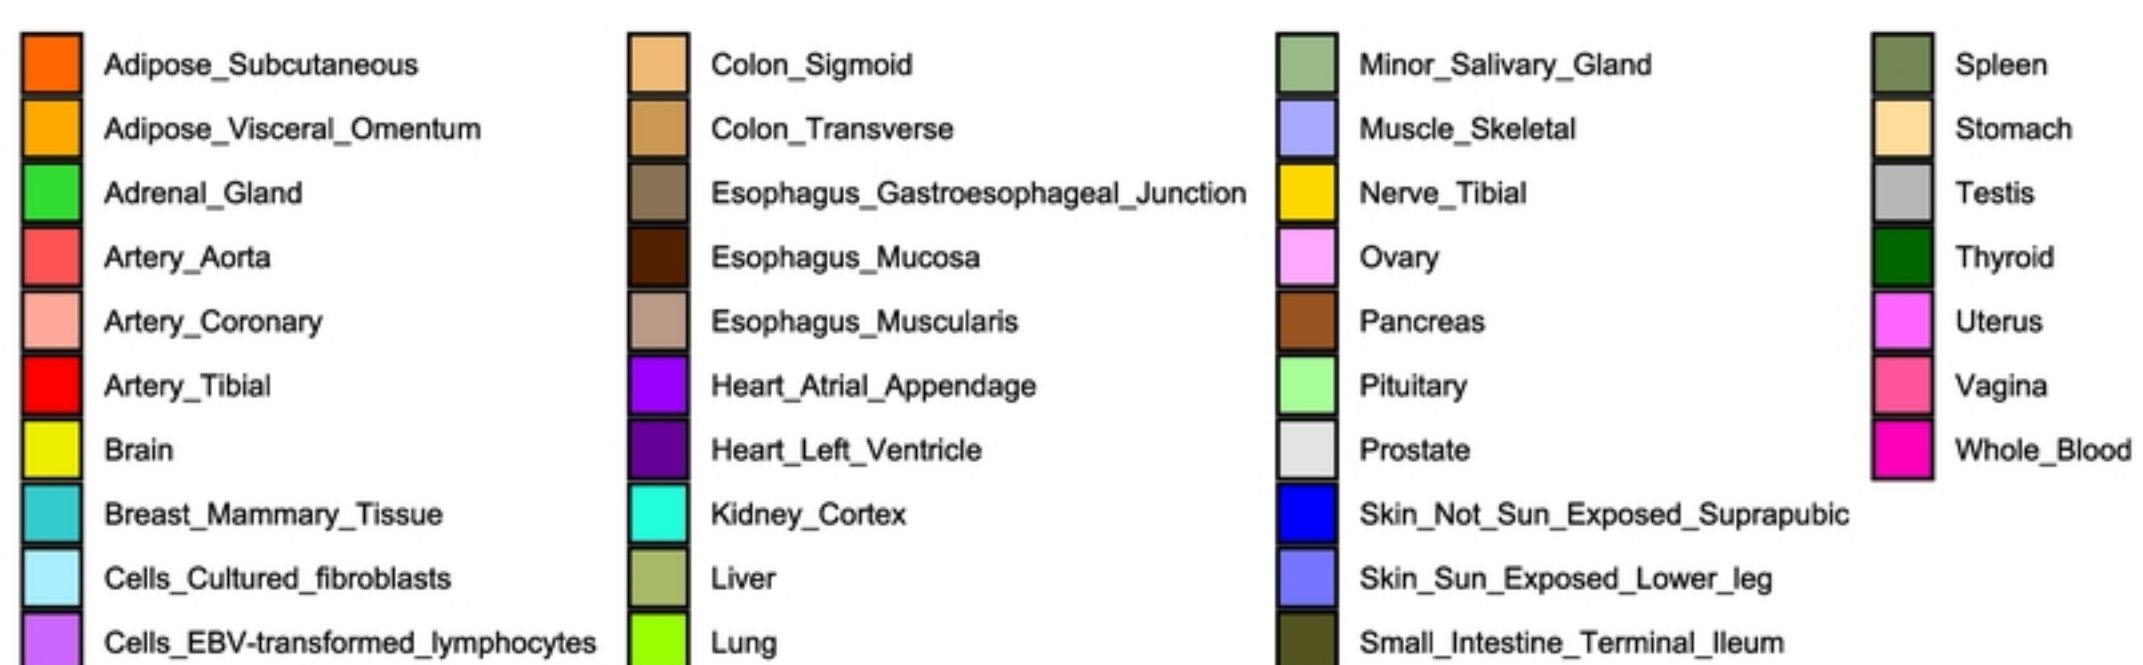 Adipose_Subcutaneous
Adipose_Visceral_Omentum
Adrenal_Gland
Artery_Aorta
Artery_Coronary
Artery_Tibial
Brain
Breast_Mammary_Tissue
Cells_Cultured_fibroblasts
Cells_EBV-transformed_lymphocytes
Colon_Sigmoid
Colon_Transverse
Esophagus_Gastroesophageal_Junction
Esophagus_Mucosa
Esophagus_Muscularis
Heart_Atrial_Appendage
Heart_Left_Ventricle
Kidney_Cortex
Liver
Lung
Minor_Salivary_Gland
Muscle_Skeletal
Nerve_Tibial
Ovary
Pancreas
Pituitary
Prostate
Skin_Not_Sun_Exposed_Suprapubic
Skin_Sun_Exposed_Lower_leg
Small_Intestine_Terminal_Ileum
Spleen
Stomach
Testis
Thyroid
Uterus
Vagina
Whole_Blood